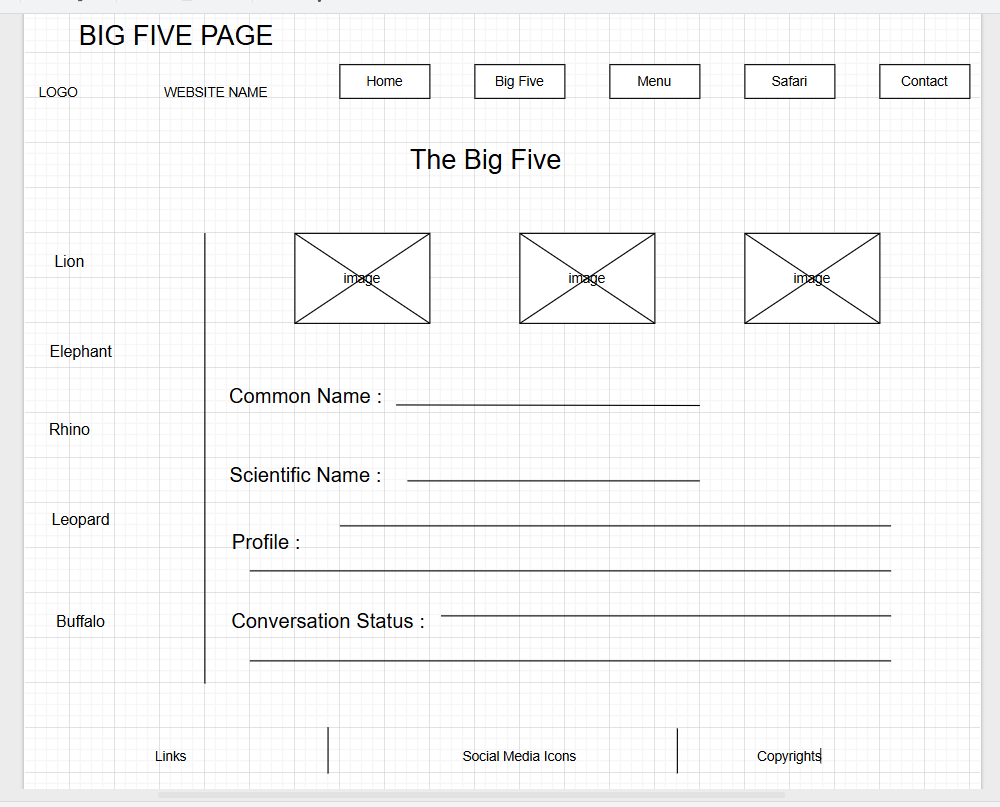 BIG FIVE PAGE
LOGO WEBSITE NAME Home Big Five Menu Safari Contact
The Big Five
Lion
image image image
Elephant
Common Name :
Rhino
Scientific Name :
Leopard
Profile :
Buffalo
Conversation Status :
Links Social Media Icons Copyrights